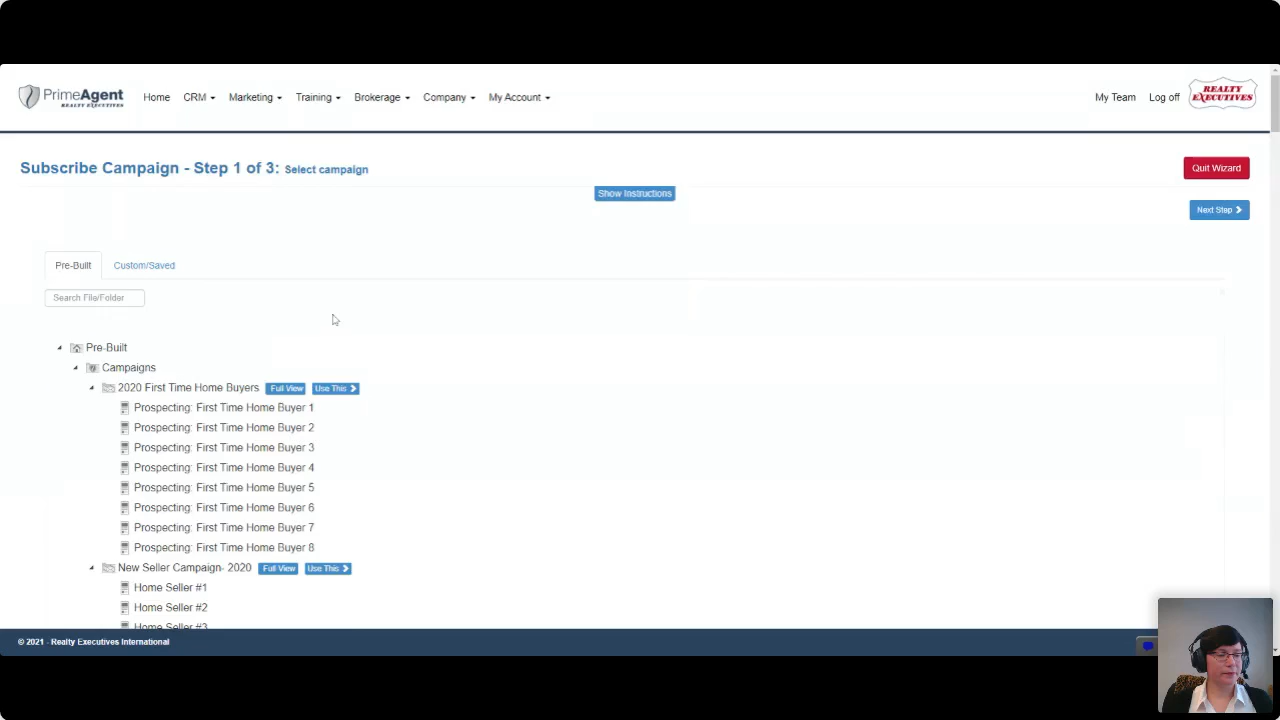 PrimeAgent
REALTY EXECUTIVES
Home CRM Marketing Training Brokerage Company My Account
My Team Log off
REALTY EXECUTIVES
Subscribe Campaign - Step 1 of 3: Select campaign
Quit Wizard
Show Instructions
Next Step
Pre-Built Custom/Saved
Search File/Folder
Pre-Built
Campaigns
2020 First Time Home Buyers Full View Use This
Prospecting: First Time Home Buyer 1
Prospecting: First Time Home Buyer 2
Prospecting: First Time Home Buyer 3
Prospecting: First Time Home Buyer 4
Prospecting: First Time Home Buyer 5
Prospecting: First Time Home Buyer 6
Prospecting: First Time Home Buyer 7
Prospecting: First Time Home Buyer 8
New Seller Campaign- 2020 Full View Use This
Home Seller #1
Home Seller #2
Home Seller #3
© 2021 - Realty Executives International